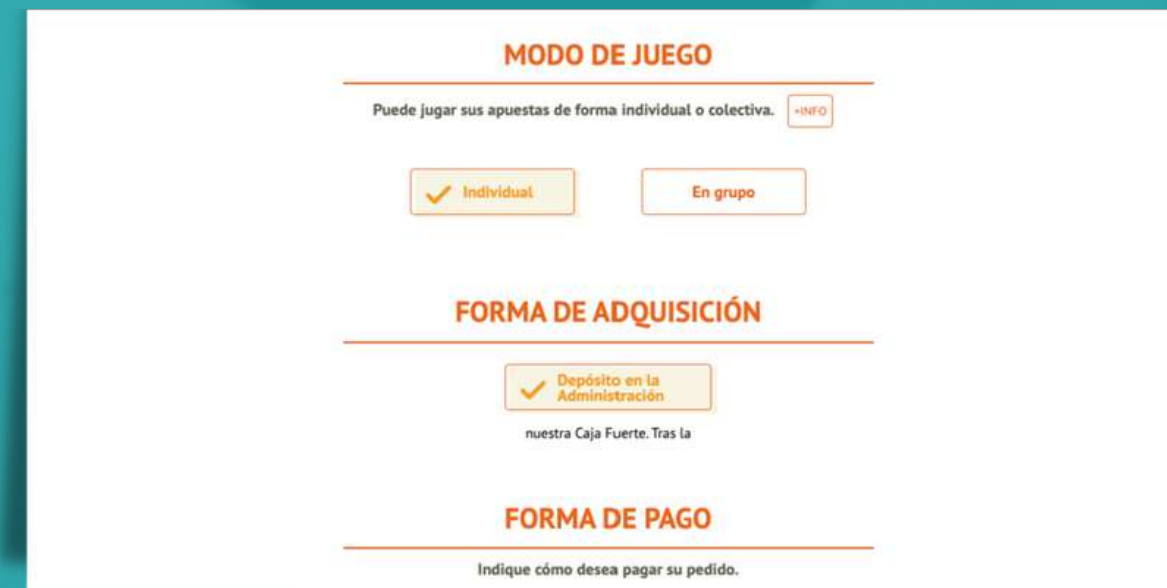 MODO DE JUEGO
Puede jugar sus apuestas de forma individual o colectiva. +INFO
Individual En grupo
FORMA DE ADQUISICIÓN
Depósito en la
Administración
nuestra Caja Fuerte. Tras la
FORMA DE PAGO
Indique cómo desea pagar su pedido.